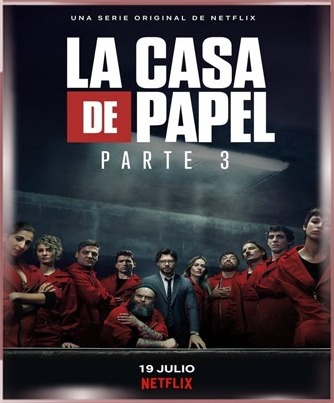 UNA SERIE ORIGINAL DE NETFLIX
LA CASA
DE PAPEL
PARTE 3
19 JULIO
NETFLIX